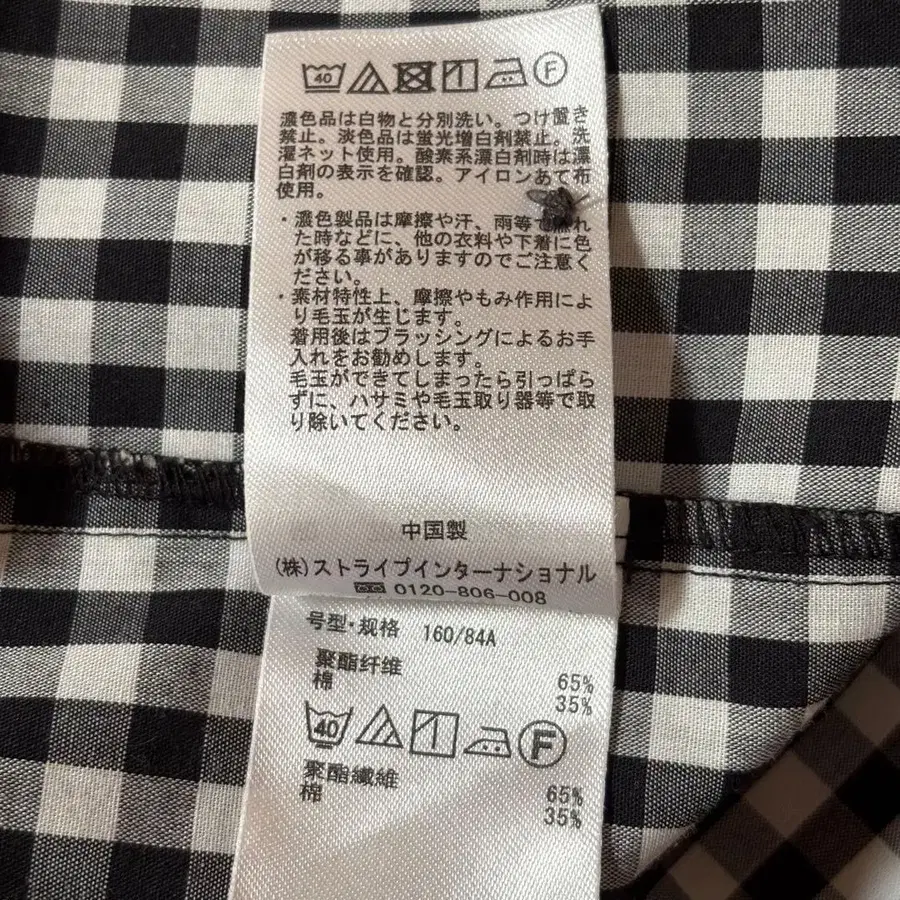 40 F
濃色品は白物と分別洗い。つけ置き
禁止。淡色品は蛍光増白剤禁止。洗
濯ネット使用。酸素系漂白剤時は漂
白剤の表示を確認。アイロンあて布
使用。
・濃色製品は摩擦や汗、雨等で濡れ
た時などに、他の衣料や下着に色
が移る事がありますのでご注意く
ださい。
・素材特性上、摩擦やもみ作用によ
り毛玉が生じます。
着用後はブラッシングによるお手
入れをお勧めします。
毛玉ができてしまったら引っぱら
ずに、ハサミや毛玉取り器等で取
り除いてください。
中国製
(株)ストライプインターナショナル
0120-806-008
号型・规格 160/84A
聚酯纤维 65%
棉 35%
40 F
聚酯纖維 65%
棉 35%